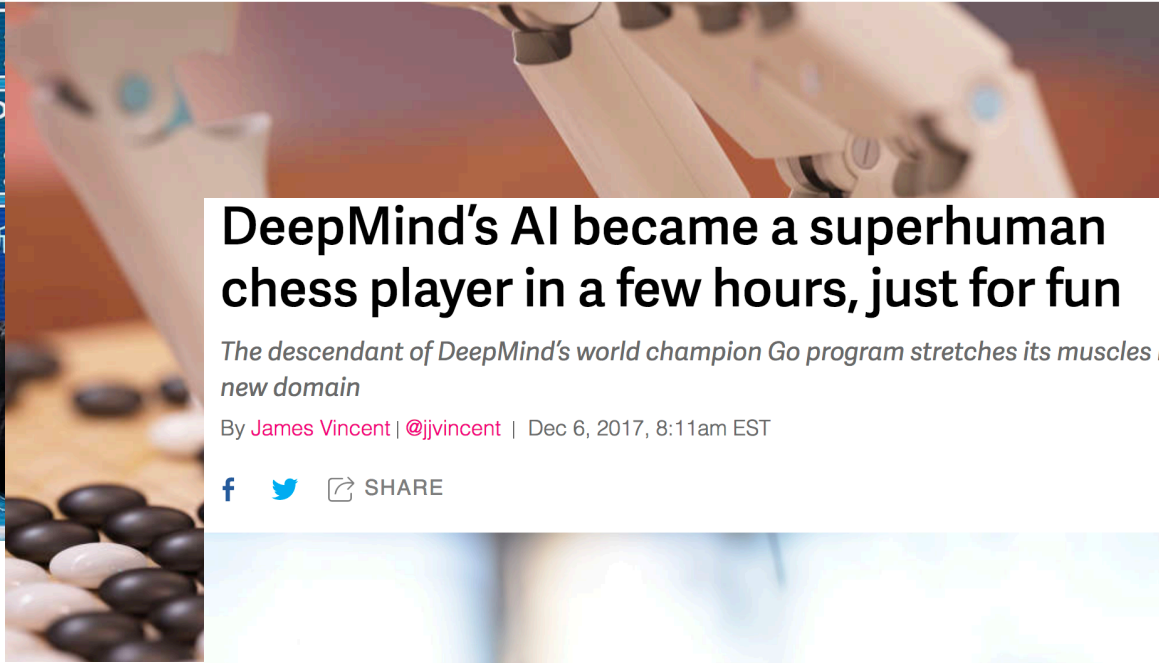 DeepMind's AI became a superhuman
chess player in a few hours, just for fun
The descendant of DeepMind's world champion Go program stretches its muscles
new domain
By James Vincent | @jjvincent | Dec 6, 2017, 8:11am EST
SHARE